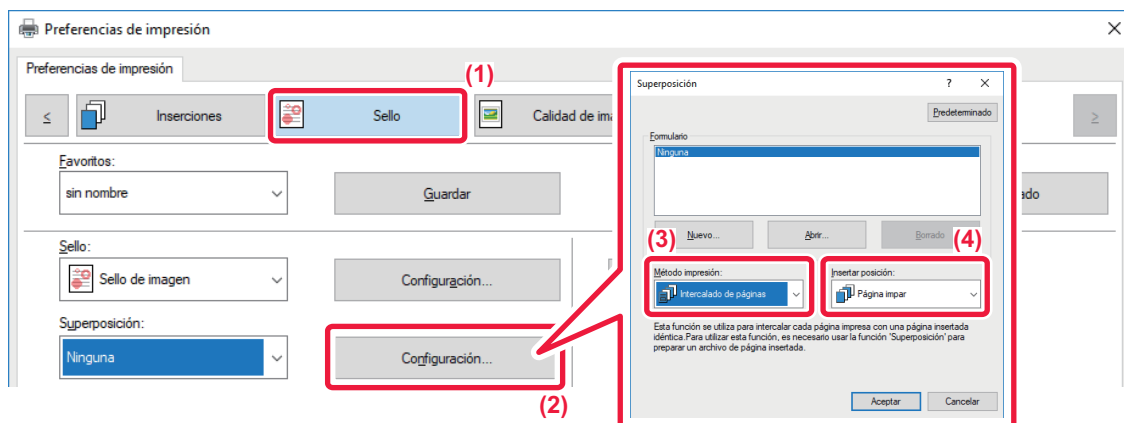 Preferencias de impresión
Preferencias de impresión
(1)
≤
Inserciones
Sello
Calidad de ima
≥
Favoritos:
sin nombre
Guardar
ado
Sello:
Sello de imagen
Configuración...
Superposición:
Ninguna
Configuración...
(2)
Superposición
?
Predeterminado
Formulario
Ninguna
Nuevo...
Abrir...
Borrado
(3)
(4)
Método impresión:
Insertar posición:
Intercalado de páginas
Página impar
Esta función se utiliza para intercalar cada página impresa con una página insertada
idéntica.Para utilizar esta función, es necesario usar la función 'Superposición' para
preparar un archivo de página insertada.
Aceptar
Cancelar